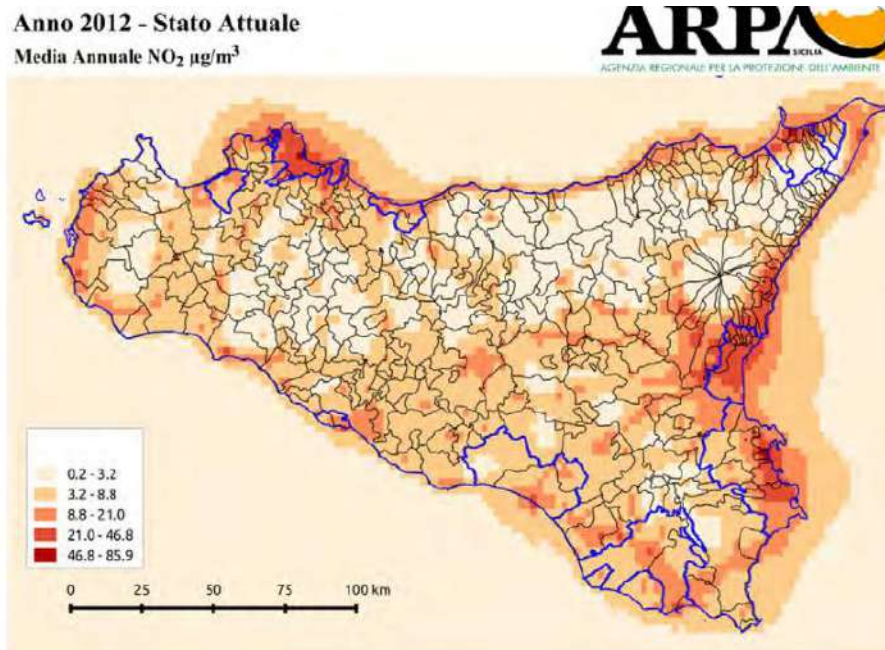 Anno 2012 - Stato Attuale
Media Annuale NO₂ µg/m³
ARPA
SICILIA
AGENZIA REGIONALE PER LA PROTEZIONE DELL'AMBIENTE
0.2 - 3.2
3.2 - 8.8
8.8 - 21.0
21.0 - 46.8
46.8 - 85.9
0 25 50 75 100 km